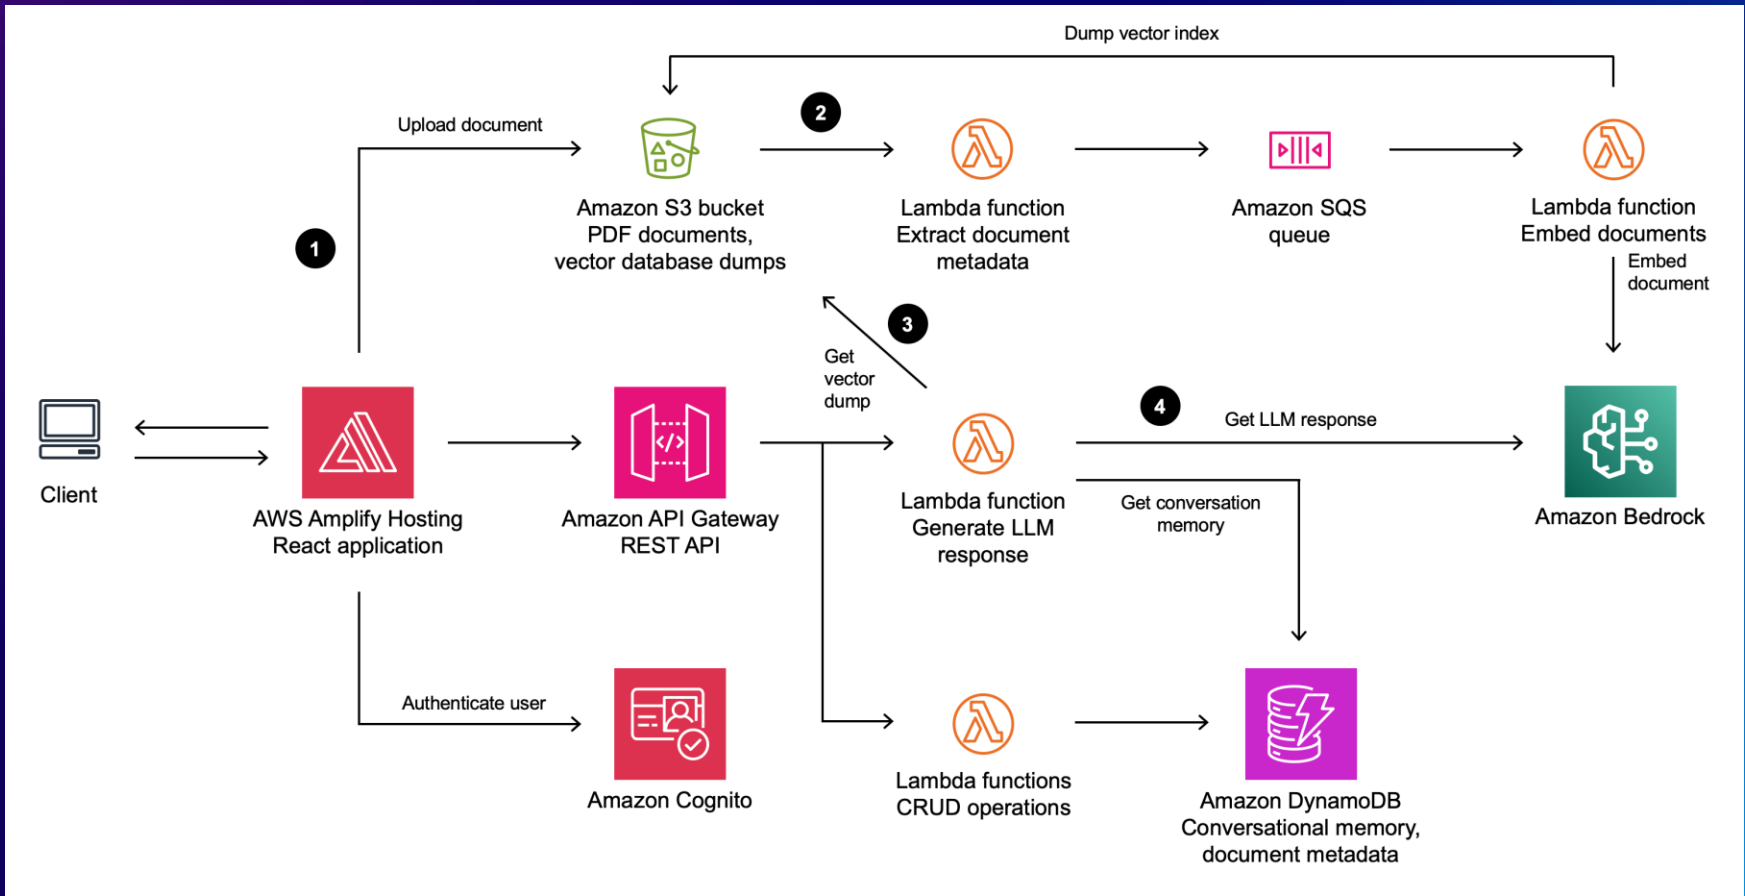 Dump vector index
Upload document
2
Amazon S3 bucket
PDF documents,
vector database dumps
Lambda function
Extract document
metadata
Amazon SQS
queue
Lambda function
Embed documents
Embed
document
1
3
Get
vector
dump
4
Get LLM response
Client
AWS Amplify Hosting
React application
</>
Amazon API Gateway
REST API
Lambda function
Generate LLM
response
Get conversation
memory
Amazon Bedrock
Authenticate user
Amazon Cognito
Lambda functions
CRUD operations
Amazon DynamoDB
Conversational memory,
document metadata